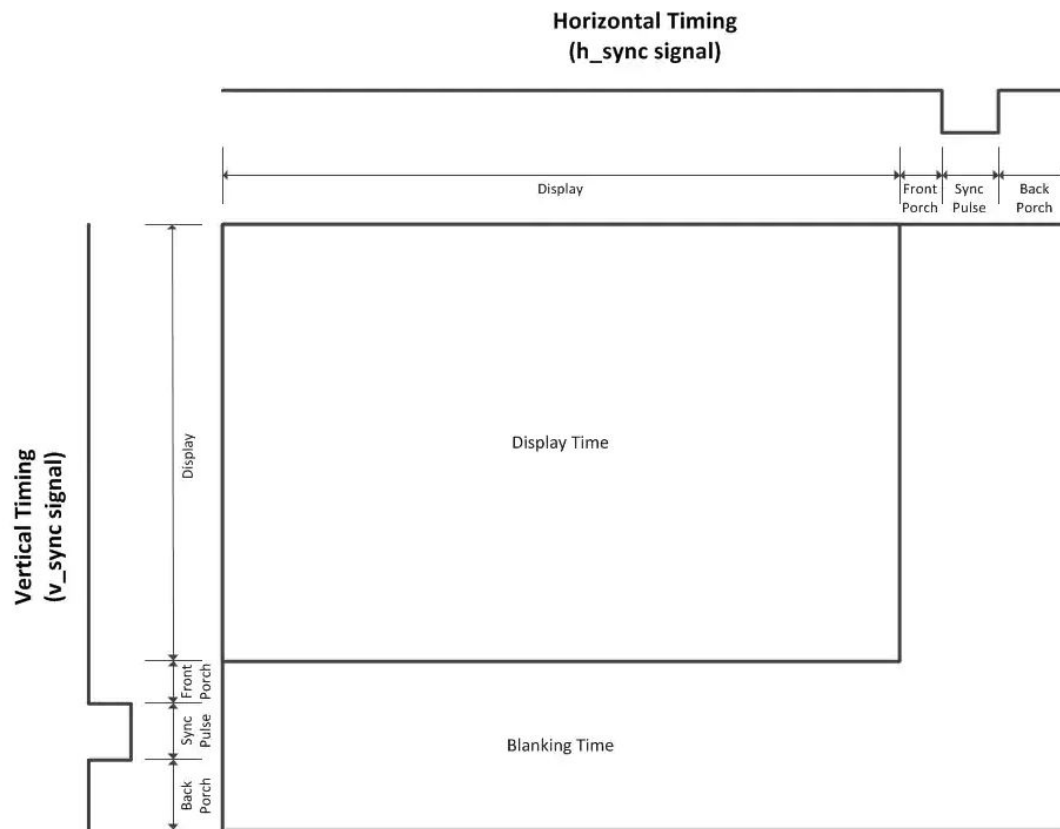 Horizontal Timing
(h_sync signal)
Display
Front
Porch
Sync
Pulse
Back
Porch
Vertical Timing
(v_sync signal)
Display
Display Time
Front
Porch
Sync
Pulse
Back
Porch
Blanking Time